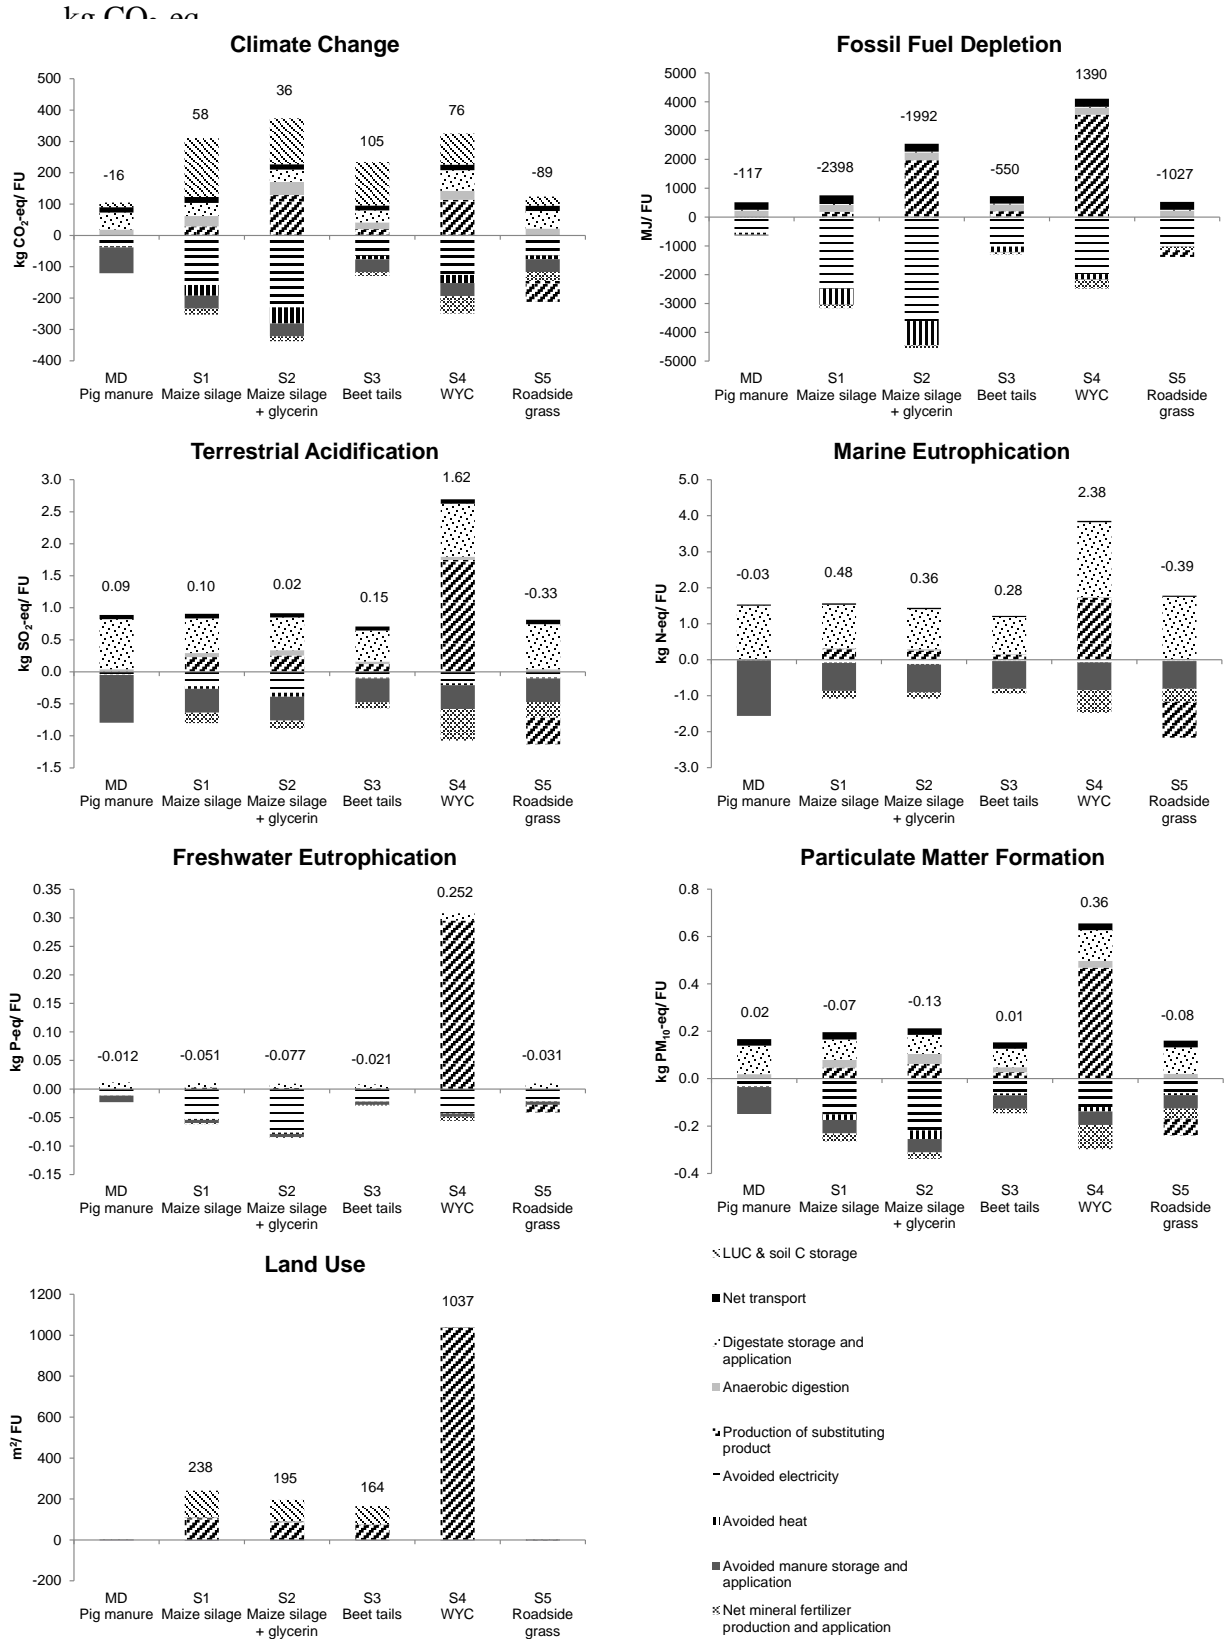 kg CO2-eq
Climate Change
500
400
300
200
100
0
-100
-200
-300
-400
kg CO2-eq/ FU
-16
58
36
105
76
-89
MD
Pig manure
S1
Maize silage
S2
Maize silage
+ glycerin
S3
Beet tails
S4
WYC
S5
Roadside
grass
Fossil Fuel Depletion
5000
4000
3000
2000
1000
0
-1000
-2000
-3000
-4000
-5000
MJ/ FU
-117
-2398
-1992
-550
1390
-1027
MD
Pig manure
S1
Maize silage
S2
Maize silage
+ glycerin
S3
Beet tails
S4
WYC
S5
Roadside
grass
Terrestrial Acidification
3.0
2.5
2.0
1.5
1.0
0.5
0.0
-0.5
-1.0
-1.5
kg SO2-eq/ FU
0.09
0.10
0.02
0.15
1.62
-0.33
MD
Pig manure
S1
Maize silage
S2
Maize silage
+ glycerin
S3
Beet tails
S4
WYC
S5
Roadside
grass
Marine Eutrophication
5.0
4.0
3.0
2.0
1.0
0.0
-1.0
-2.0
-3.0
kg N-eq/ FU
-0.03
0.48
0.36
0.28
2.38
-0.39
MD
Pig manure
S1
Maize silage
S2
Maize silage
+ glycerin
S3
Beet tails
S4
WYC
S5
Roadside
grass
Freshwater Eutrophication
0.35
0.30
0.25
0.20
0.15
0.10
0.05
0.00
-0.05
-0.10
-0.15
kg P-eq/ FU
-0.012
-0.051
-0.077
-0.021
0.252
-0.031
MD
Pig manure
S1
Maize silage
S2
Maize silage
+ glycerin
S3
Beet tails
S4
WYC
S5
Roadside
grass
Particulate Matter Formation
0.8
0.6
0.4
0.2
0.0
-0.2
-0.4
kg PM10-eq/ FU
0.02
-0.07
-0.13
0.01
0.36
-0.08
MD
Pig manure
S1
Maize silage
S2
Maize silage
+ glycerin
S3
Beet tails
S4
WYC
S5
Roadside
grass
Land Use
1200
1000
800
600
400
200
0
-200
m2/ FU
238
195
164
1037
MD
Pig manure
S1
Maize silage
S2
Maize silage
+ glycerin
S3
Beet tails
S4
WYC
S5
Roadside
grass
LUC & soil C storage
Net transport
Digestate storage and
application
Anaerobic digestion
Production of substituting
product
Avoided electricity
Avoided heat
Avoided manure storage and
application
Net mineral fertilizer
production and application